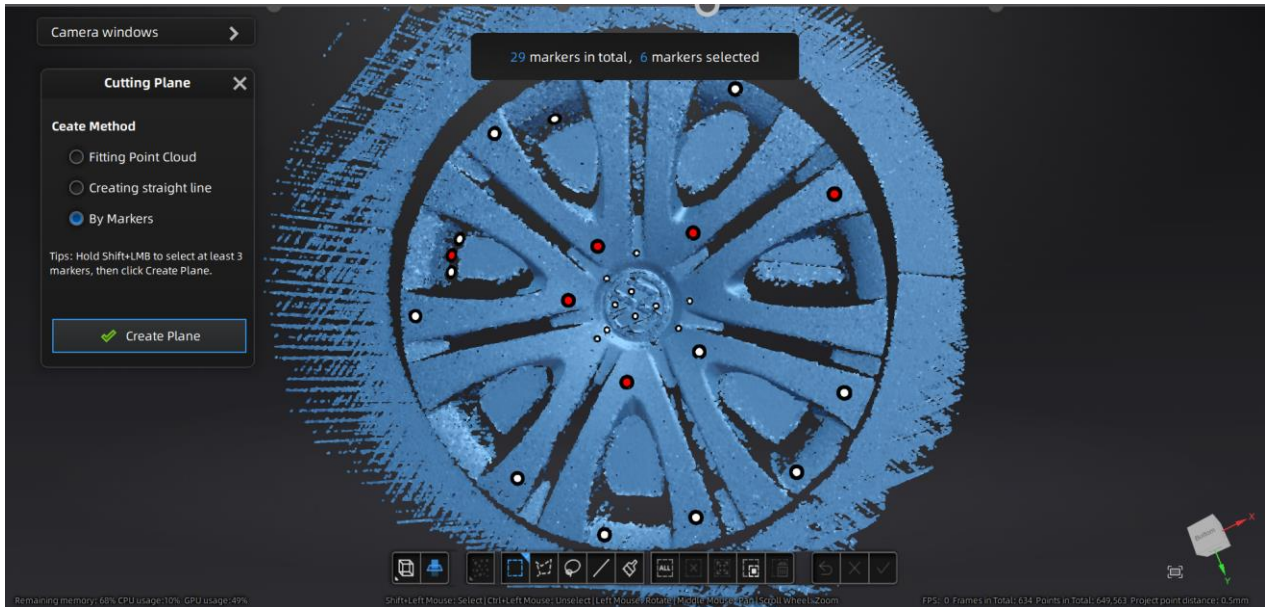 Camera windows
29 markers in total, 6 markers selected
Cutting Plane
Ceate Method
Fitting Point Cloud
Creating straight line
By Markers
Tips: Hold Shift+LMB to select at least 3
markers, then click Create Plane.
Create Plane
ALL
Bottom
X
Y
Remaining memory: 68% CPU usage:10% GPU usage:49%
Shift+Left Mouse: Select|Ctrl+Left Mouse: Unselect|Left Mouse: Rotate|Middle Mouse: Pan|Scroll Wheel: Zoom
FPS: 0 Frames in Total: 634 Points in Total: 649,563 Project point distance: 0.5mm